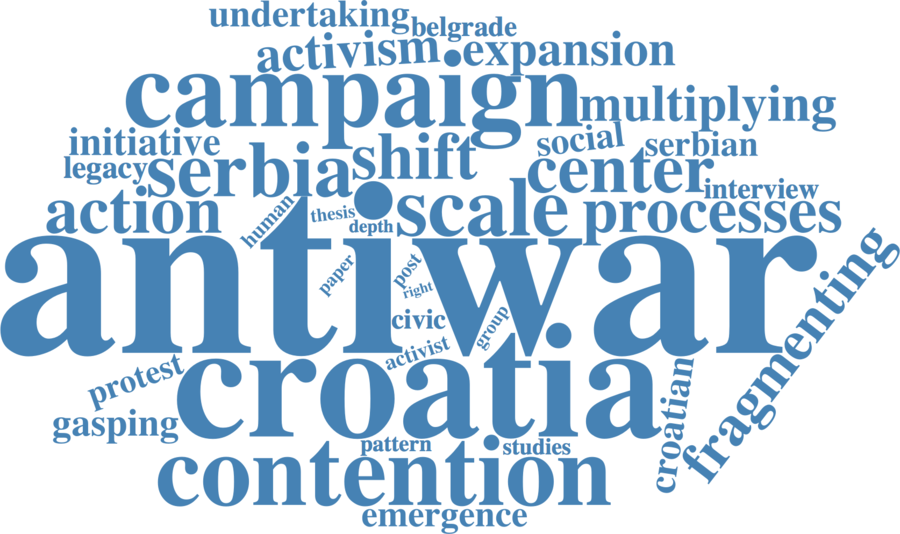 undertaking
belgrade
activism
expansion
campaign
multiplying
initiative
social
serbian
legacy
serbia
shift
center
interview
action
human
thesis
depth
scale
processes
antiwar
paper
post
right
civic
group
activist
fragmenting
protest
croatia
croatian
gasping
pattern
studies
contention
emergence